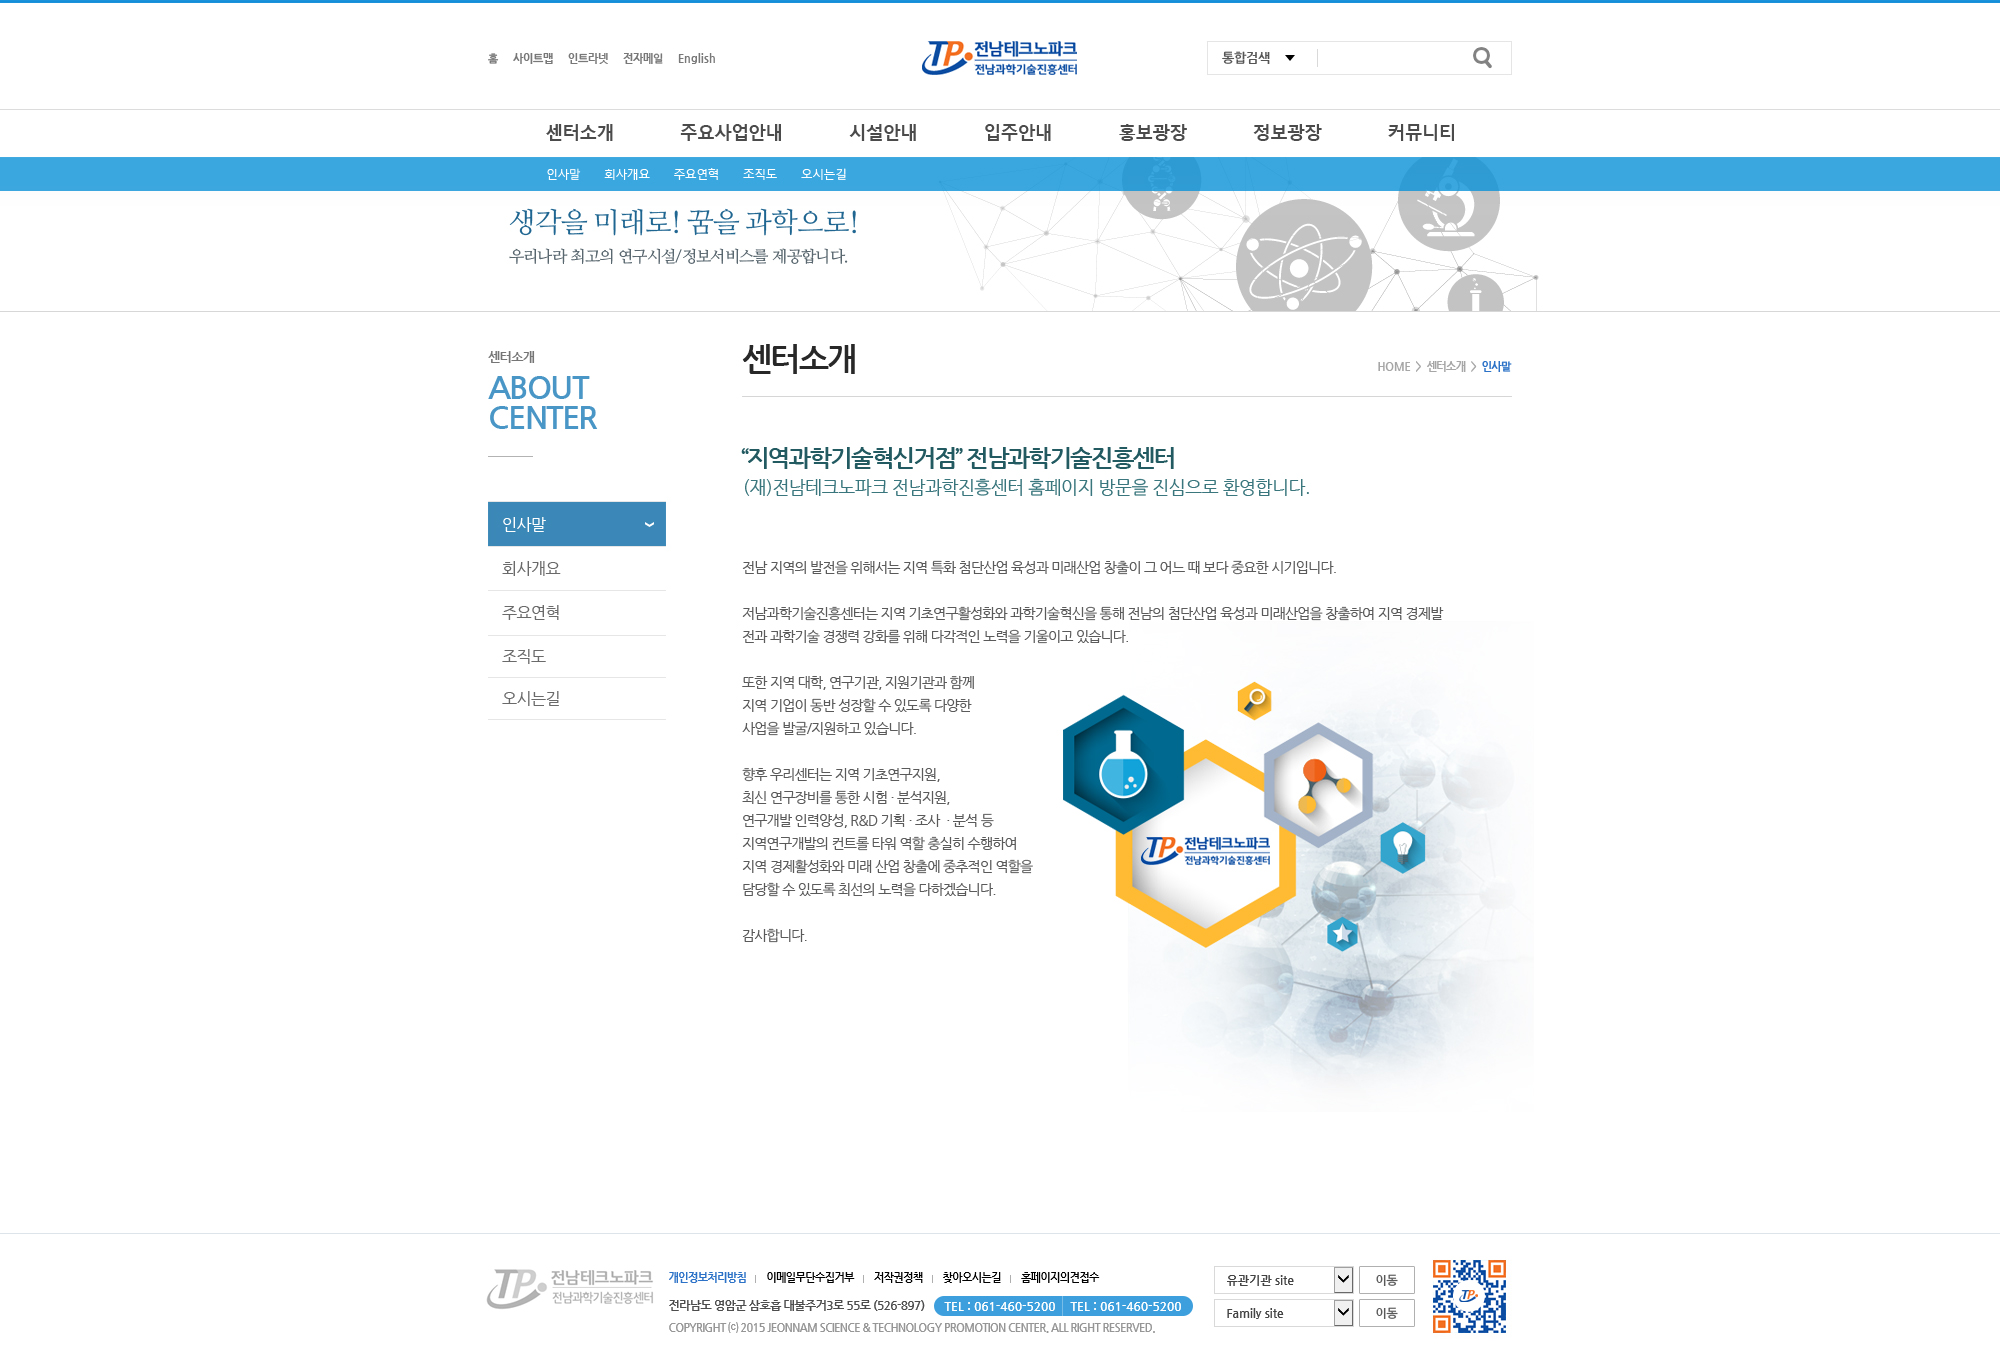 홈 사이트맵 인트라넷 전자메일 English
TP 전남테크노파크
전남과학기술진흥센터
통합검색
센터소개 주요사업안내 시설안내 입주안내 홍보광장 정보광장 커뮤니티
인사말 회사개요 주요연혁 조직도 오시는길
생각을 미래로! 꿈을 과학으로!
우리나라 최고의 연구시설/정보서비스를 제공합니다.
센터소개
ABOUT
CENTER
인사말
회사개요
주요연혁
조직도
오시는길
센터소개
HOME > 센터소개 > 인사말
“지역과학기술혁신거점” 전남과학기술진흥센터
(재)전남테크노파크 전남과학진흥센터 홈페이지 방문을 진심으로 환영합니다.
전남 지역의 발전을 위해서는 지역 특화 첨단산업 육성과 미래산업 창출이 그 어느 때 보다 중요한 시기입니다.
저남과학기술진흥센터는 지역 기초연구활성화와 과학기술혁신을 통해 전남의 첨단산업 육성과 미래산업을 창출하여 지역 경제발
전과 과학기술 경쟁력 강화를 위해 다각적인 노력을 기울이고 있습니다.
또한 지역 대학, 연구기관, 지원기관과 함께
지역 기업이 동반 성장할 수 있도록 다양한
사업을 발굴/지원하고 있습니다.
향후 우리센터는 지역 기초연구지원,
최신 연구장비를 통한 시험 · 분석지원,
연구개발 인력양성, R&D 기획 · 조사 · 분석 등
지역연구개발의 컨트롤 타워 역할 충실히 수행하여
지역 경제활성화와 미래 산업 창출에 중추적인 역할을
담당할 수 있도록 최선의 노력을 다하겠습니다.
감사합니다.
TP 전남테크노파크
전남과학기술진흥센터
TP 전남테크노파크
전남과학기술진흥센터
개인정보처리방침 이메일무단수집거부 저작권정책 찾아오시는길 홈페이지의견접수
전라남도 영암군 삼호읍 대불주거3로 55로 (526-897) TEL : 061-460-5200 TEL : 061-460-5200
COPYRIGHT (c) 2015 JEONNAM SCIENCE & TECHNOLOGY PROMOTION CENTER. ALL RIGHT RESERVED.
유관기관 site 이동
Family site 이동
TP